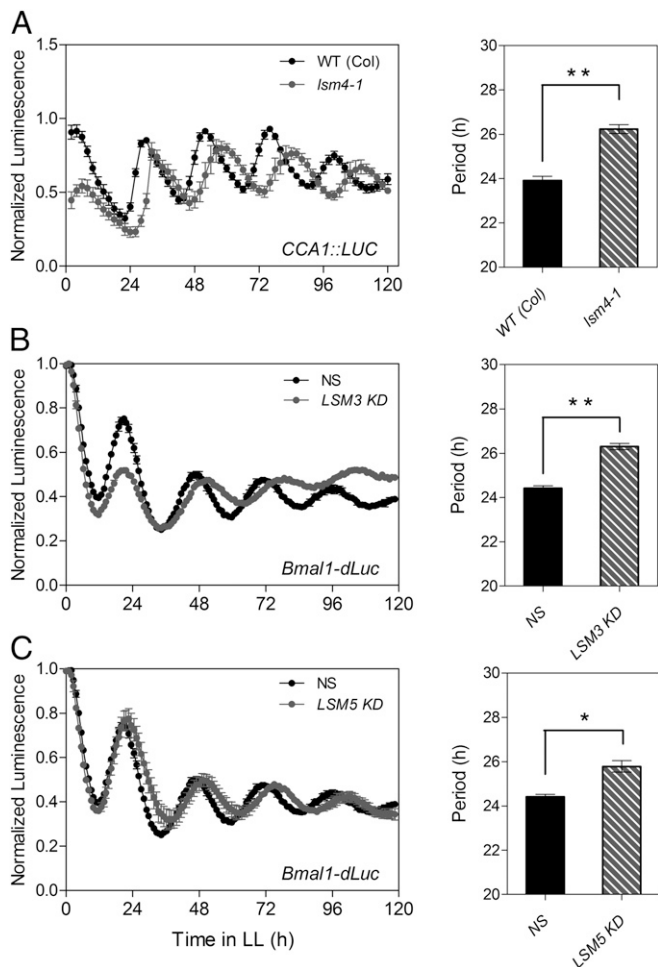 A
Normalized Luminescence
1.5
1.0
0.5
0.0
WT (Col)
lsm4-1
CCA1::LUC
0 24 48 72 96 120
Period (h)
30
28
26
24
22
20
**
WT (Col)
lsm4-1
B
Normalized Luminescence
1.0
0.8
0.6
0.4
0.2
0.0
NS
LSM3 KD
Bmal1-dLuc
0 24 48 72 96 120
Period (h)
30
28
26
24
22
20
**
NS
LSM3 KD
C
Normalized Luminescence
1.0
0.8
0.6
0.4
0.2
0.0
NS
LSM5 KD
Bmal1-dLuc
0 24 48 72 96 120
Time in LL (h)
Period (h)
30
28
26
24
22
20
*
NS
LSM5 KD